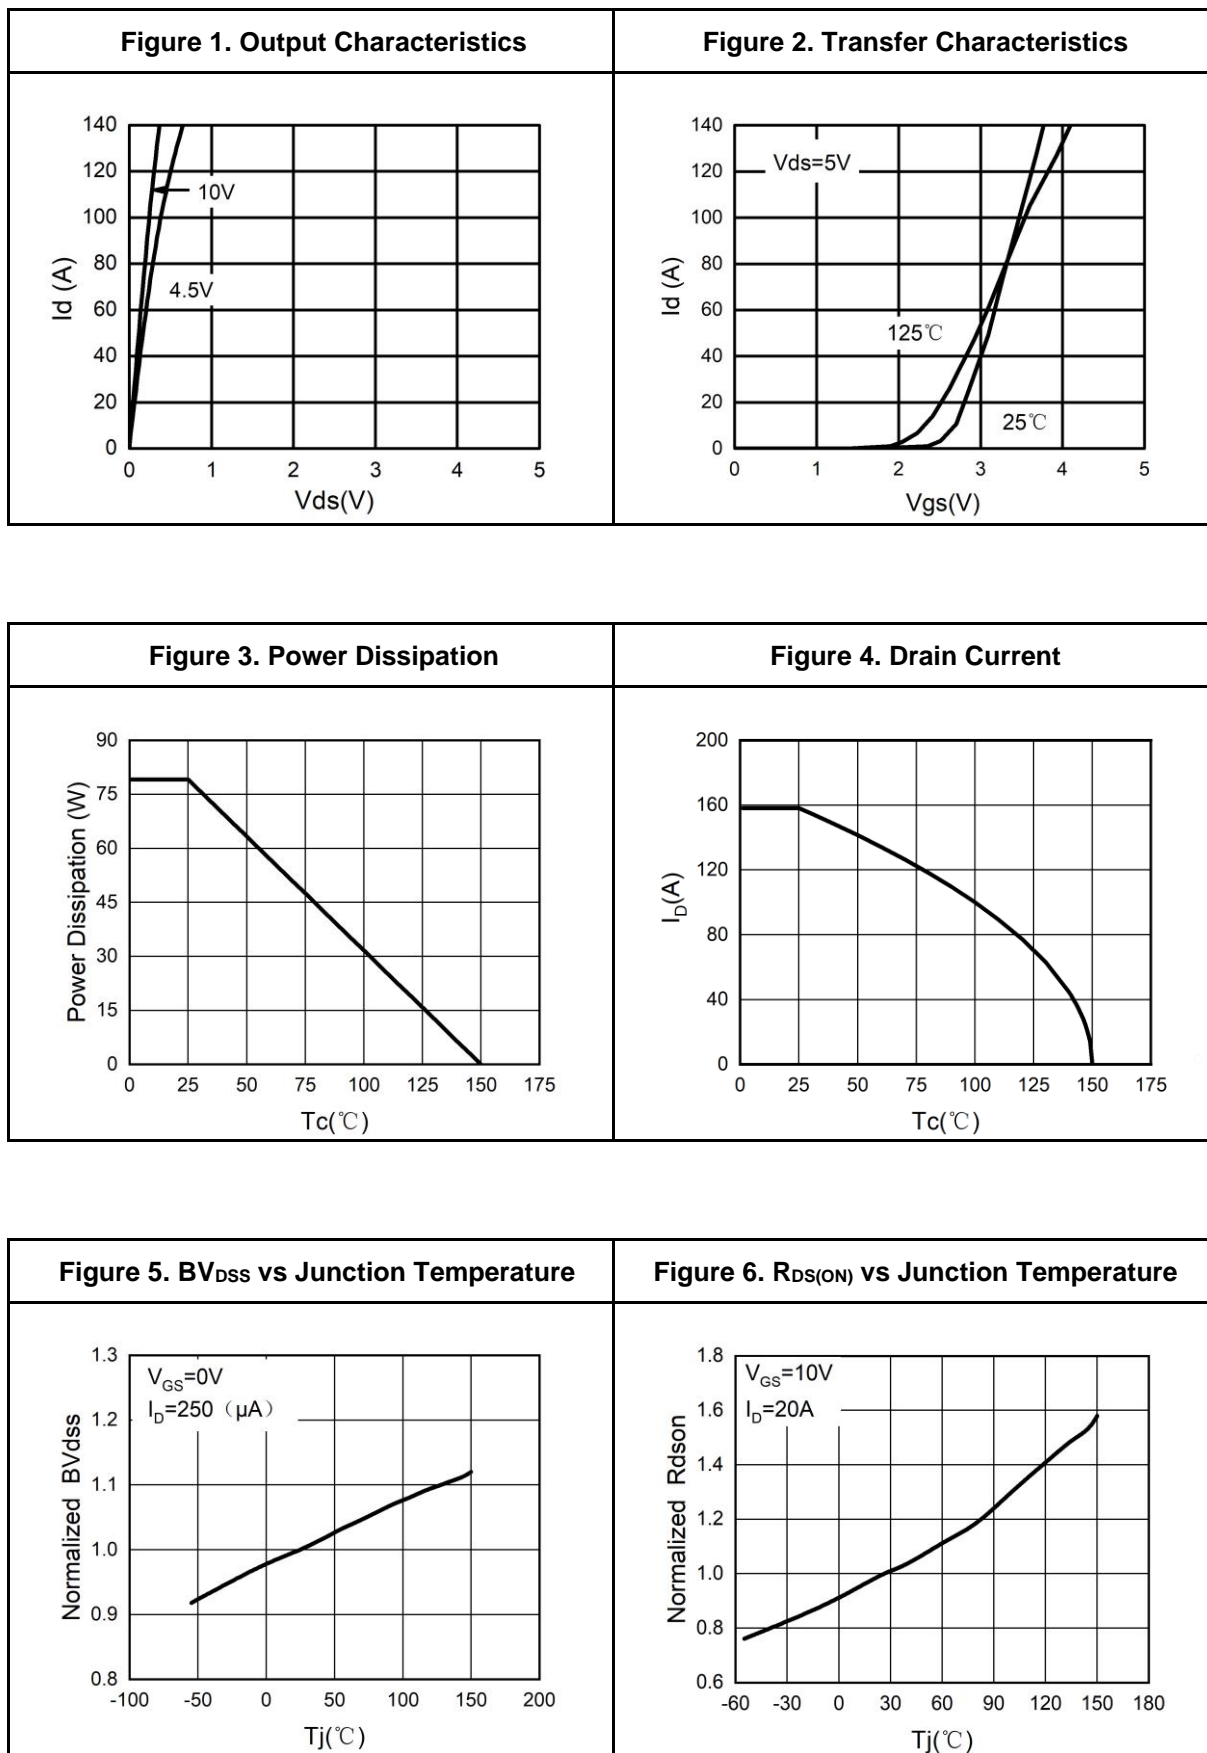 Figure 1. Output Characteristics
Figure 2. Transfer Characteristics
140
120
100
80
60
40
20
0
Id (A)
10V
4.5V
0 1 2 3 4 5
Vds(V)
140
120
100
80
60
40
20
0
Id (A)
Vds=5V
125℃
25℃
0 1 2 3 4 5
Vgs(V)
Figure 3. Power Dissipation
Figure 4. Drain Current
90
75
60
45
30
15
0
Power Dissipation (W)
0 25 50 75 100 125 150 175
Tc(℃)
200
160
120
80
40
0
ID(A)
0 25 50 75 100 125 150 175
Tc(℃)
Figure 5. BVDSS vs Junction Temperature
Figure 6. RDS(ON) vs Junction Temperature
1.3
1.2
1.1
1.0
0.9
0.8
Normalized BVdss
VGS=0V
ID=250（μA）
-100 -50 0 50 100 150 200
Tj(℃)
1.8
1.6
1.4
1.2
1.0
0.8
0.6
Normalized Rdson
VGS=10V
ID=20A
-60 -30 0 30 60 90 120 150 180
Tj(℃)